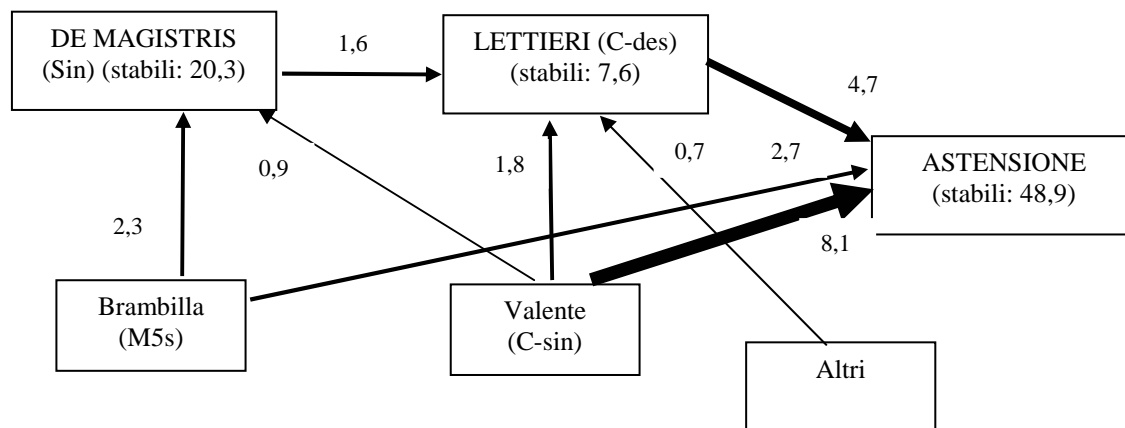 DE MAGISTRIS
(Sin) (stabili: 20,3)
1,6
LETTIERI (C-des)
(stabili: 7,6)
4,7
ASTENSIONE
(stabili: 48,9)
0,9
1,8
0,7
2,7
2,3
8,1
Brambilla
(M5s)
Valente
(C-sin)
Altri